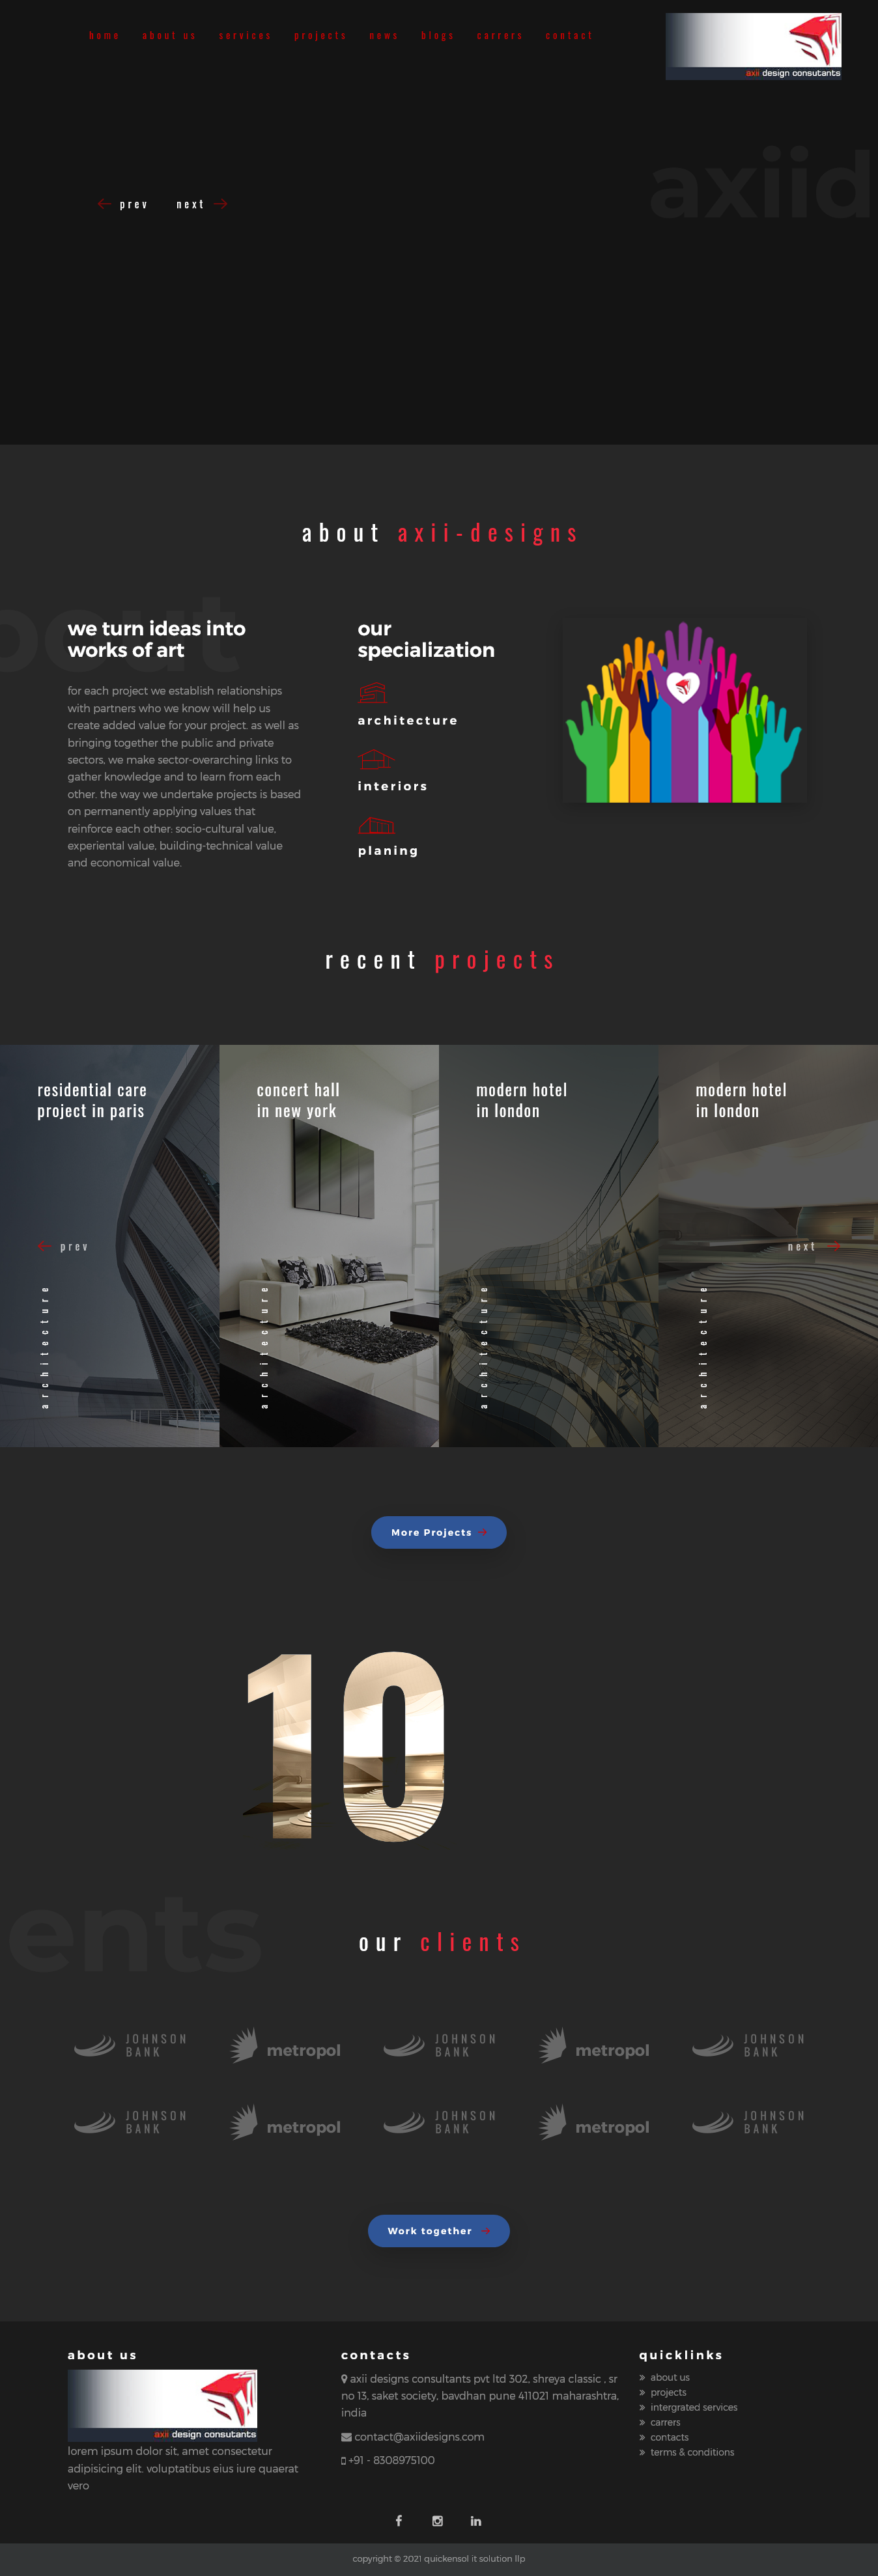 home about us services projects news blogs carrers contact
axii design consutants
axiid
prev next
about axii-designs
bout
we turn ideas into
works of art
for each project we establish relationships
with partners who we know will help us
create added value for your project. as well as
bringing together the public and private
sectors, we make sector-overarching links to
gather knowledge and to learn from each
other. the way we undertake projects is based
on permanently applying values that
reinforce each other: socio-cultural value,
experiential value, building-technical value
and economical value.
our
specialization
architecture
interiors
planing
recent projects
residential care
project in paris
concert hall
in new york
modern hotel
in london
modern hotel
in london
prev
next
architecture
architecture
architecture
architecture
More Projects
10
ents
our clients
JOHNSON
BANK
metropol
JOHNSON
BANK
metropol
JOHNSON
BANK
JOHNSON
BANK
metropol
JOHNSON
BANK
metropol
JOHNSON
BANK
Work together
about us
axii design consutants
lorem ipsum dolor sit, amet consectetur
adipisicing elit. voluptatibus eius iure quaerat
vero
contacts
axii designs consultants pvt ltd 302, shreya classic , sr
no 13, saket society, bavdhan pune 411021 maharashtra,
india
contact@axiidesigns.com
+91 - 8308975100
quicklinks
about us
projects
intergrated services
carrers
contacts
terms & conditions
copyright © 2021 quickensol it solution llp